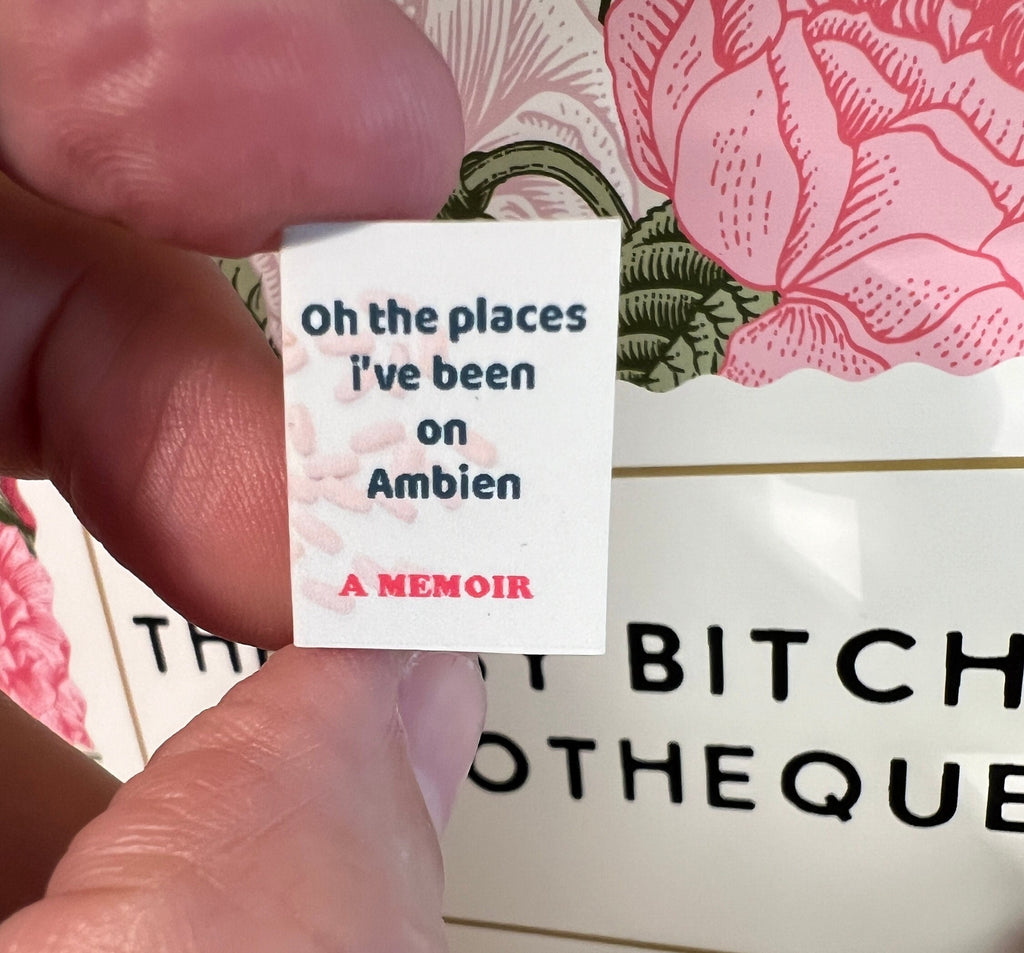 Oh the places
i've been
on
Ambien
A MEMOIR
BITCH